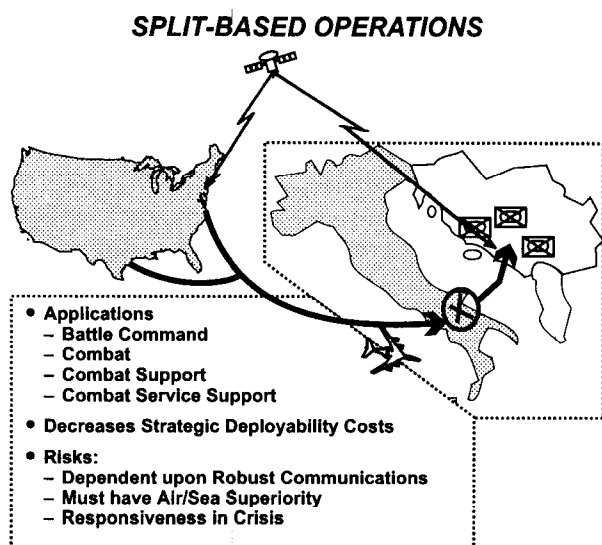 SPLIT-BASED OPERATIONS
• Applications
– Battle Command
– Combat
– Combat Support
– Combat Service Support
• Decreases Strategic Deployability Costs
• Risks:
– Dependent upon Robust Communications
– Must have Air/Sea Superiority
– Responsiveness in Crisis